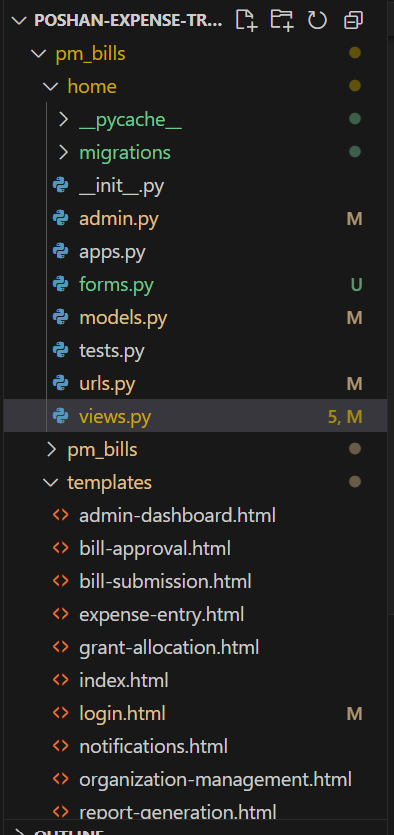 POSHAN-EXPENSE-TR...
pm_bills
home
__pycache__
migrations
__init__.py
admin.py M
apps.py
forms.py U
models.py M
tests.py
urls.py M
views.py 5, M
pm_bills
templates
<> admin-dashboard.html
<> bill-approval.html
<> bill-submission.html
<> expense-entry.html
<> grant-allocation.html
<> index.html
<> login.html M
<> notifications.html
<> organization-management.html
<> report-generation.html
OUTLINE